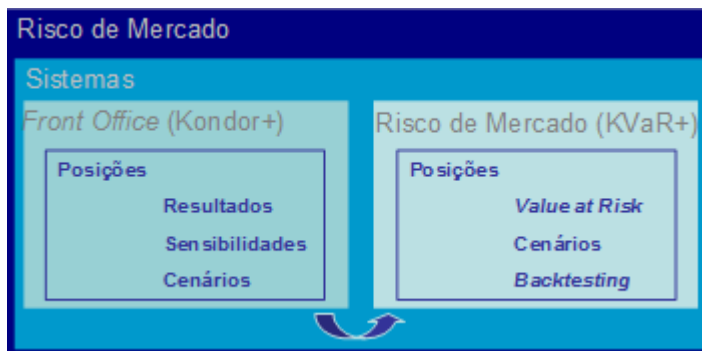 Risco de Mercado
Sistemas
Front Office (Kondor+)
Posições
Resultados
Sensibilidades
Cenários
Risco de Mercado (KVaR+)
Posições
Value at Risk
Cenários
Backtesting